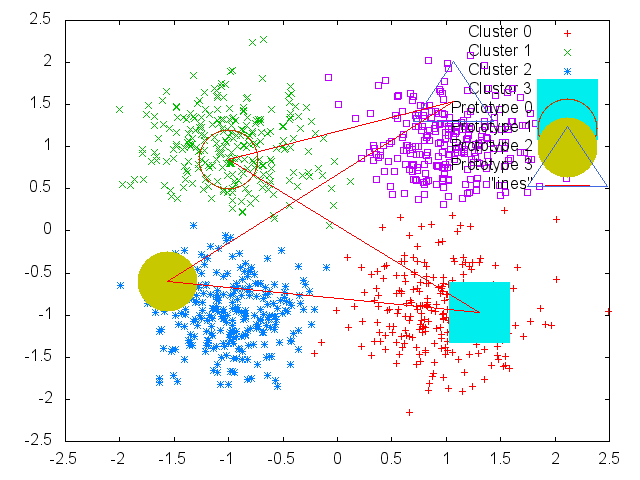 2.5
2
1.5
1
0.5
0
-0.5
-1
-1.5
-2
-2.5
-2.5
-2
-1.5
-1
-0.5
0
0.5
1
1.5
2
2.5
Cluster 0
Cluster 1
Cluster 2
Cluster 3
Prototype 0
Prototype
Prototype 2
Prototype 3
"lines"